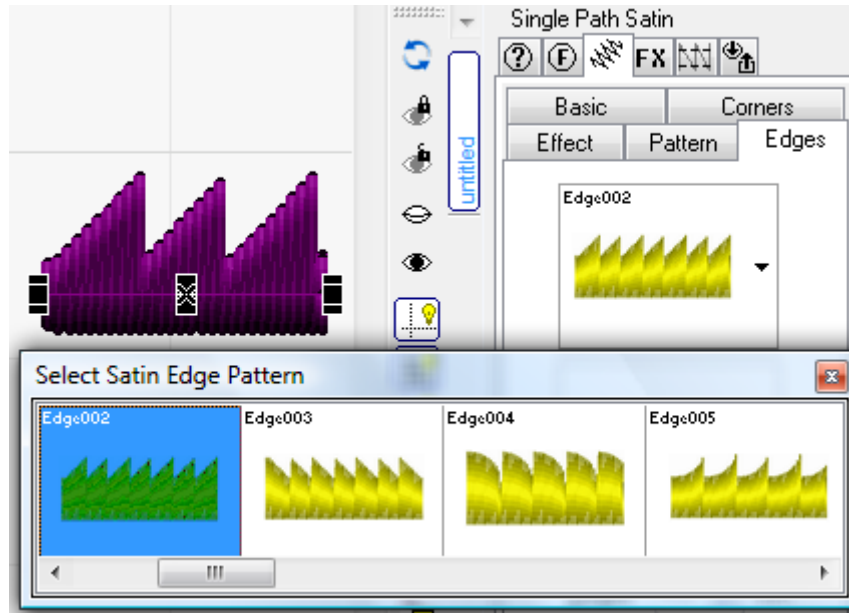 Single Path Satin
? F FX
Basic Corners
Effect Pattern Edges
Edge002
untitled
Select Satin Edge Pattern
Edge002 Edge003 Edge004 Edge005